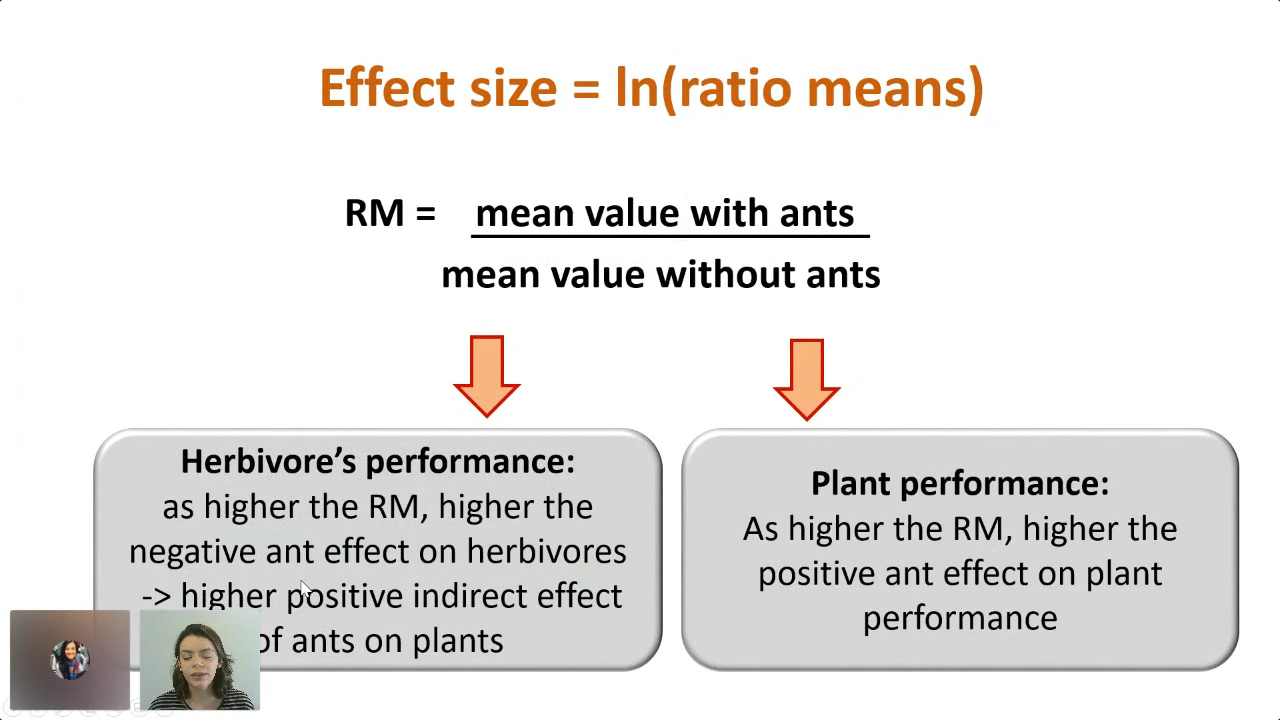 Effect size = ln(ratio means)
RM = mean value with ants
mean value without ants
Herbivore’s performance:
as higher the RM, higher the
negative ant effect on herbivores
-> higher positive indirect effect
of ants on plants
Plant performance:
As higher the RM, higher the
positive ant effect on plant
performance